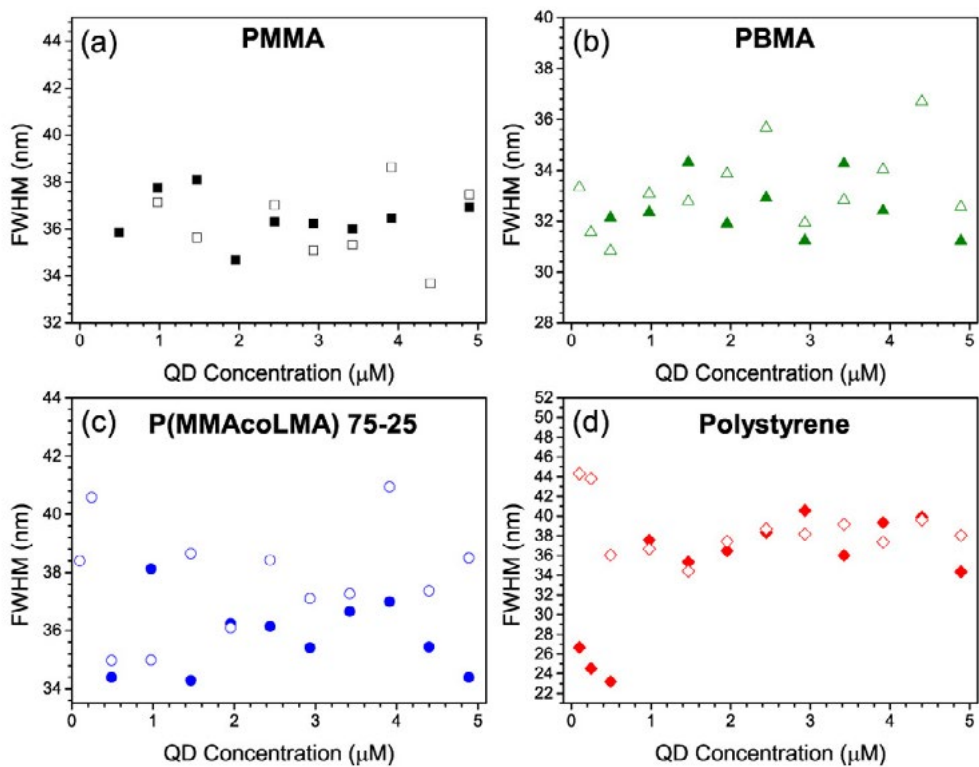 (a)
PMMA
44
42
40
38
36
34
32
FWHM (nm)
0 1 2 3 4 5
QD Concentration (μM)
(b)
PBMA
40
38
36
34
32
30
28
FWHM (nm)
0 1 2 3 4 5
QD Concentration (μM)
(c)
P(MMAcoLMA) 75-25
44
42
40
38
36
34
FWHM (nm)
0 1 2 3 4 5
QD Concentration (μM)
(d)
Polystyrene
52
50
48
46
44
42
40
38
36
34
28
26
24
22
FWHM (nm)
0 1 2 3 4 5
QD Concentration (μM)